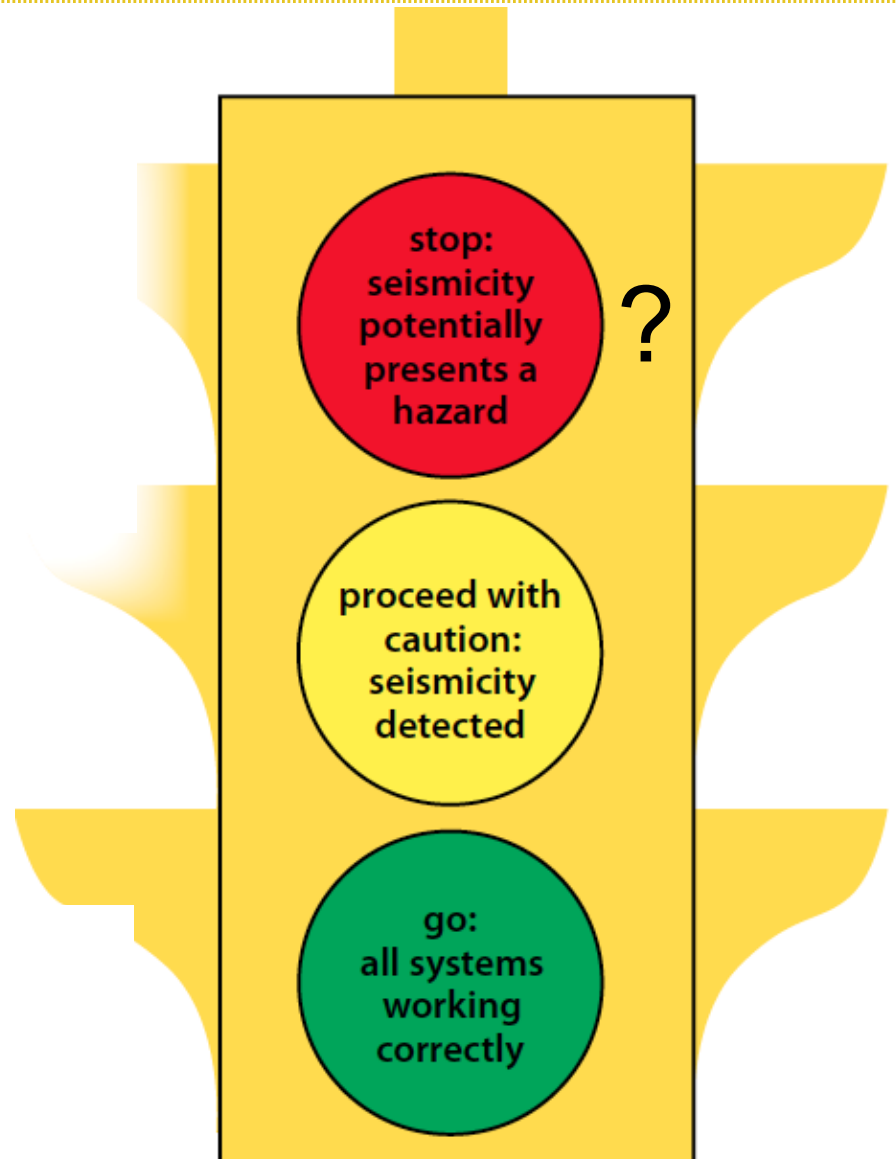 stop:
seismicity
potentially
presents a
hazard
?
proceed with
caution:
seismicity
detected
go:
all systems
working
correctly